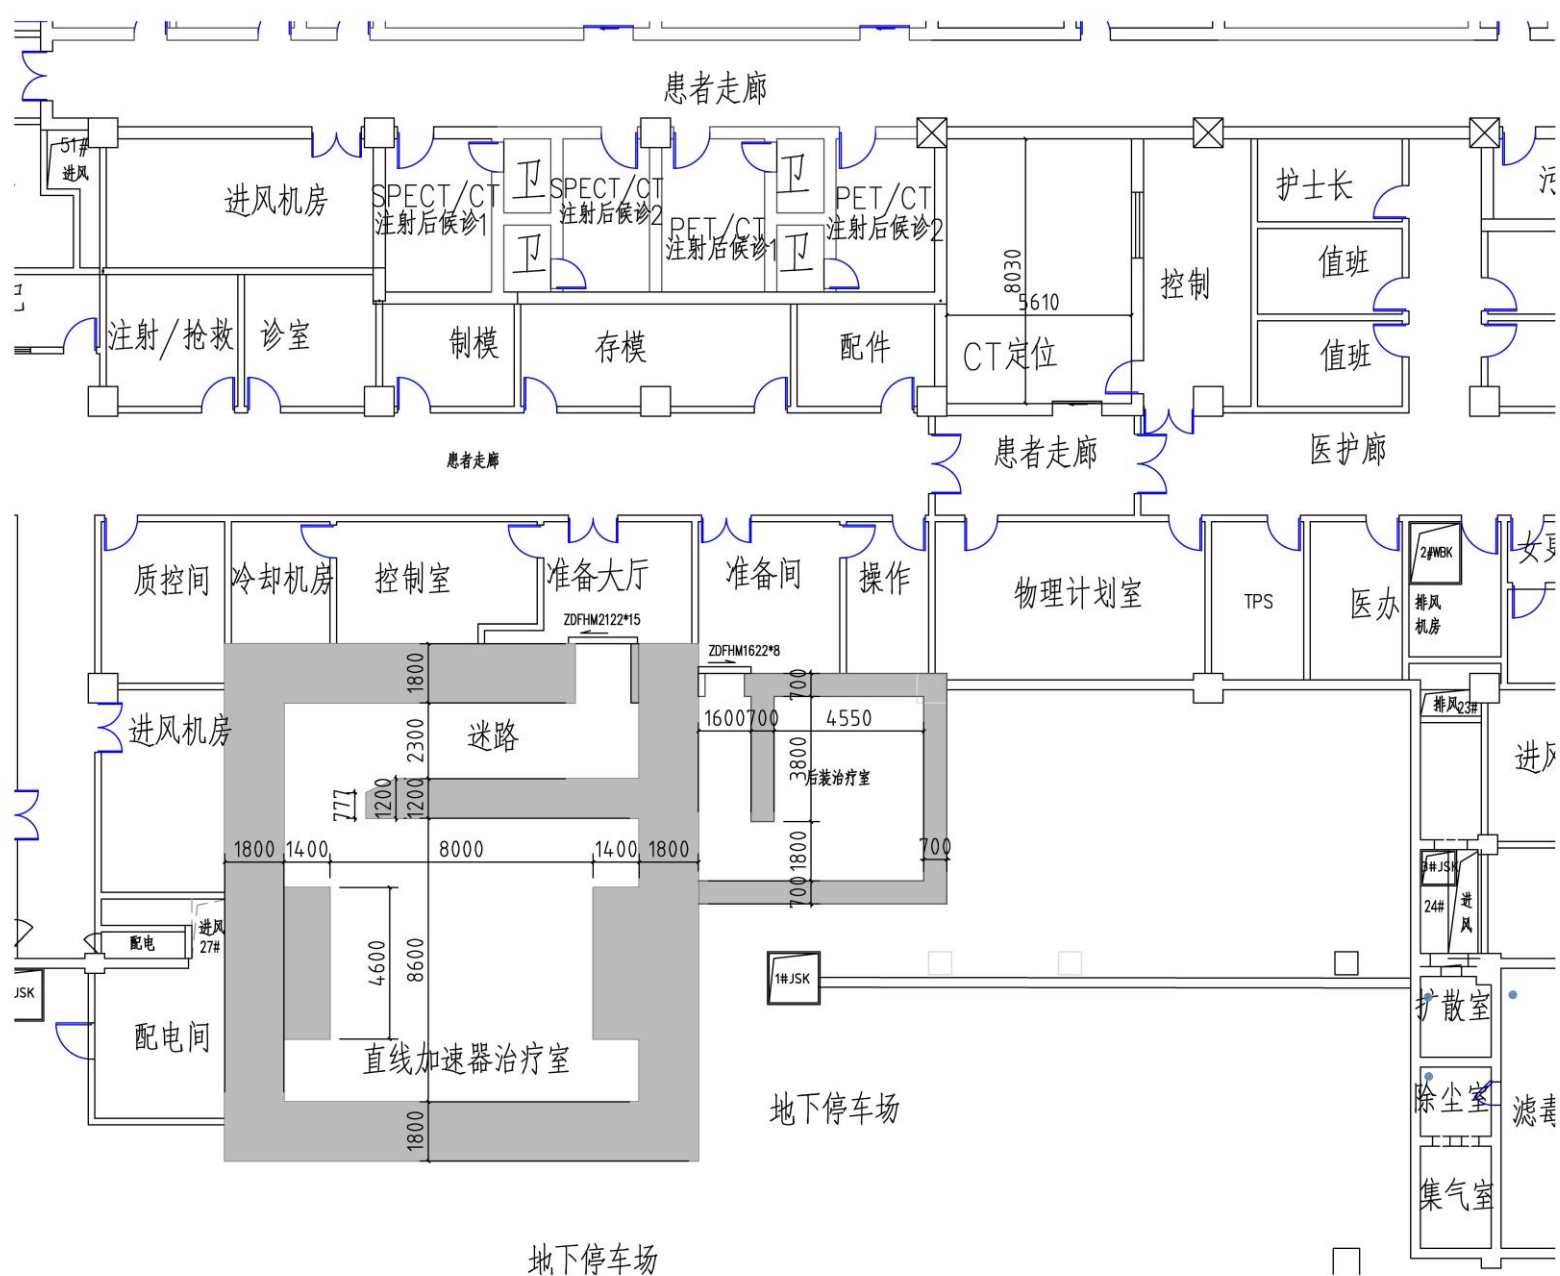 患者走廊
51#
进风
进风机房
SPECT/CT
注射后候诊1
卫
卫
SPECT/CT
注射后候诊2
PET/CT
注射后候诊1
卫
卫
PET/CT
注射后候诊2
8030
5610
CT定位
控制
护士长
值班
值班
污
注射/抢救
诊室
制模
存模
配件
患者走廊
患者走廊
医护廊
质控间
冷却机房
控制室
准备大厅
ZDFHM2122*15
准备间
ZDFHM1622*8
操作
物理计划室
TPS
医办
2#WBK
排风
机房
女更
进风机房
1800
2300
迷路
777
1200
1200
700
1600
700
4550
3800
后装治疗室
1800
700
700
排风
23#
进风
1800
1400
8000
1400
1800
3#JSK
24#
进
风
进风
27#
配电
4600
8600
JSK
1#JSK
配电间
直线加速器治疗室
1800
扩散室
除尘室
滤毒
集气室
地下停车场
地下停车场